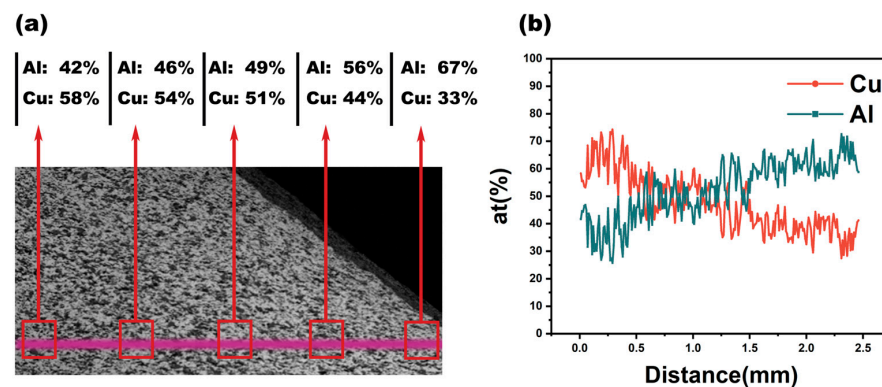 (a)
Al: 42%
Cu: 58%
Al: 46%
Cu: 54%
Al: 49%
Cu: 51%
Al: 56%
Cu: 44%
Al: 67%
Cu: 33%
(b)
100
90
80
70
60
50
40
30
20
10
0
at(%)
Cu
Al
0.0 0.5 1.0 1.5 2.0 2.5
Distance(mm)